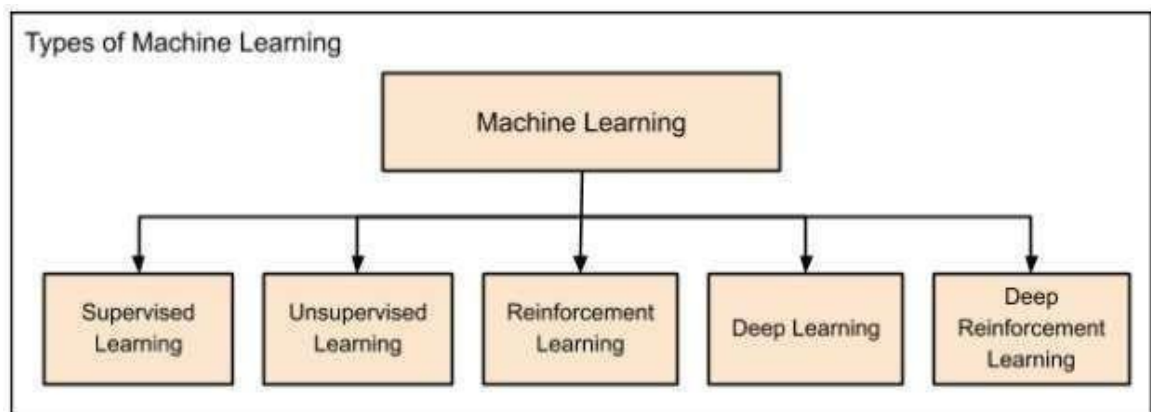 Types of Machine Learning
Machine Learning
Supervised
Learning
Unsupervised
Learning
Reinforcement
Learning
Deep Learning
Deep
Reinforcement
Learning